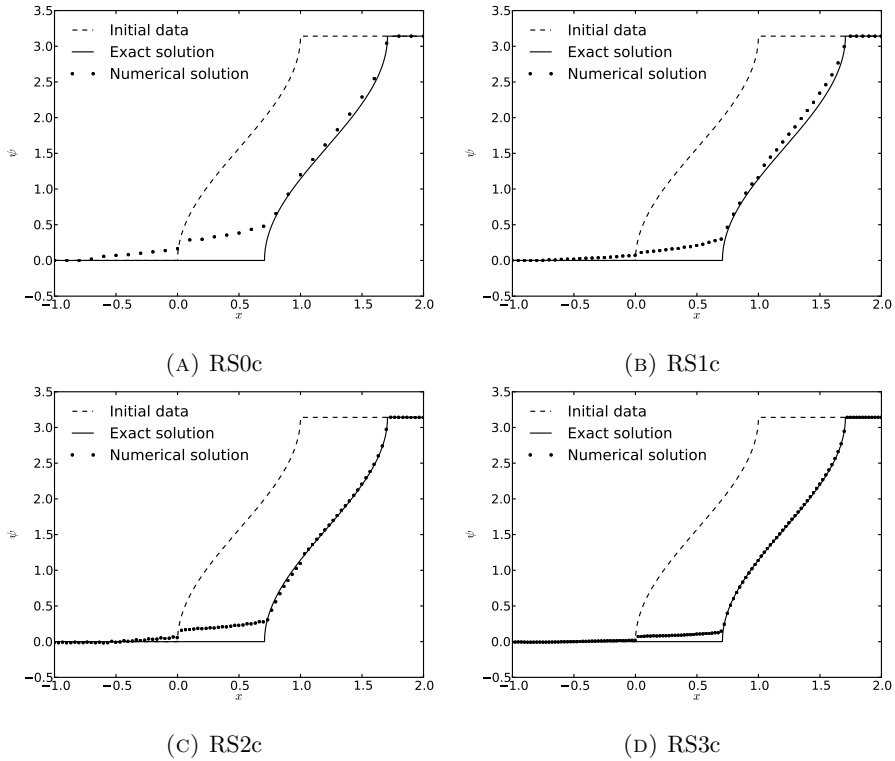 3.5
3.0
2.5
2.0
1.5
1.0
0.5
0.0
−0.5
ψ
−1.0 −0.5 0.0 0.5 1.0 1.5 2.0
x
Initial data
Exact solution
Numerical solution
(A) RS0c
3.5
3.0
2.5
2.0
1.5
1.0
0.5
0.0
−0.5
ψ
−1.0 −0.5 0.0 0.5 1.0 1.5 2.0
x
Initial data
Exact solution
Numerical solution
(B) RS1c
3.5
3.0
2.5
2.0
1.5
1.0
0.5
0.0
−0.5
ψ
−1.0 −0.5 0.0 0.5 1.0 1.5 2.0
x
Initial data
Exact solution
Numerical solution
(C) RS2c
3.5
3.0
2.5
2.0
1.5
1.0
0.5
0.0
−0.5
ψ
−1.0 −0.5 0.0 0.5 1.0 1.5 2.0
x
Initial data
Exact solution
Numerical solution
(D) RS3c